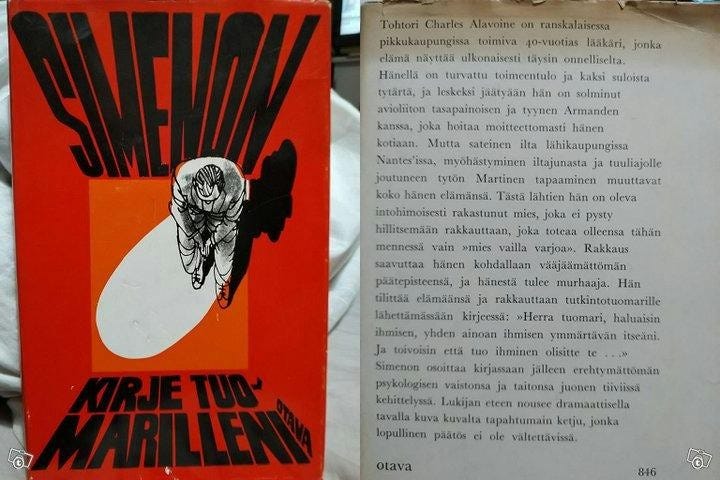 SIMENON
KIRJE TUO-
MARILLENI
OTAVA
Tohtori Charles Alavoine on ranskalaisessa
pikkukaupungissa toimiva 40-vuotias lääkäri, jonka
elämä näyttää ulkonaisesti täysin onnelliselta.
Hänellä on turvattu toimeentulo ja kaksi suloista
tytärtä, ja leskeksi jäätyään hän on solminut
avioliiton tasapainoisen ja tyynen Armanden
kanssa, joka hoitaa moitteettomasti hänen
kotiaan. Mutta sateinen ilta lähikaupungissa
Nantes'issa, myöhästyminen iltajunasta ja tuuliajolle
joutuneen tytön Martinen tapaaminen muuttavat
koko hänen elämänsä. Tästä lähtien hän on oleva
intohimoisesti rakastunut mies, joka ei pysty
hillitsemään rakkauttaan, joka toteaa olleensa tähän
mennessä vain »mies vailla varjoa». Rakkaus
saavuttaa hänen kohdallaan vääjäämättömän
päätepisteensä, ja hänestä tulee murhaaja. Hän
tilittää elämäänsä ja rakkauttaan tutkintotuomarille
lähettämässään kirjeessä: »Herra tuomari, haluaisin
ihmisen, yhden ainoan ihmisen ymmärtävän itseäni.
Ja toivoisin että tuo ihminen olisitte te . . .»
Simenon osoittaa kirjassaan jälleen erehtymättömän
psykologisen vaistonsa ja taitonsa juonen tiiviissä
kehittelyssä. Lukijan eteen nousee dramaattisella
tavalla kuva kuvalta tapahtumain ketju, jonka
lopullinen päätös ei ole vältettävissä.
otava
846